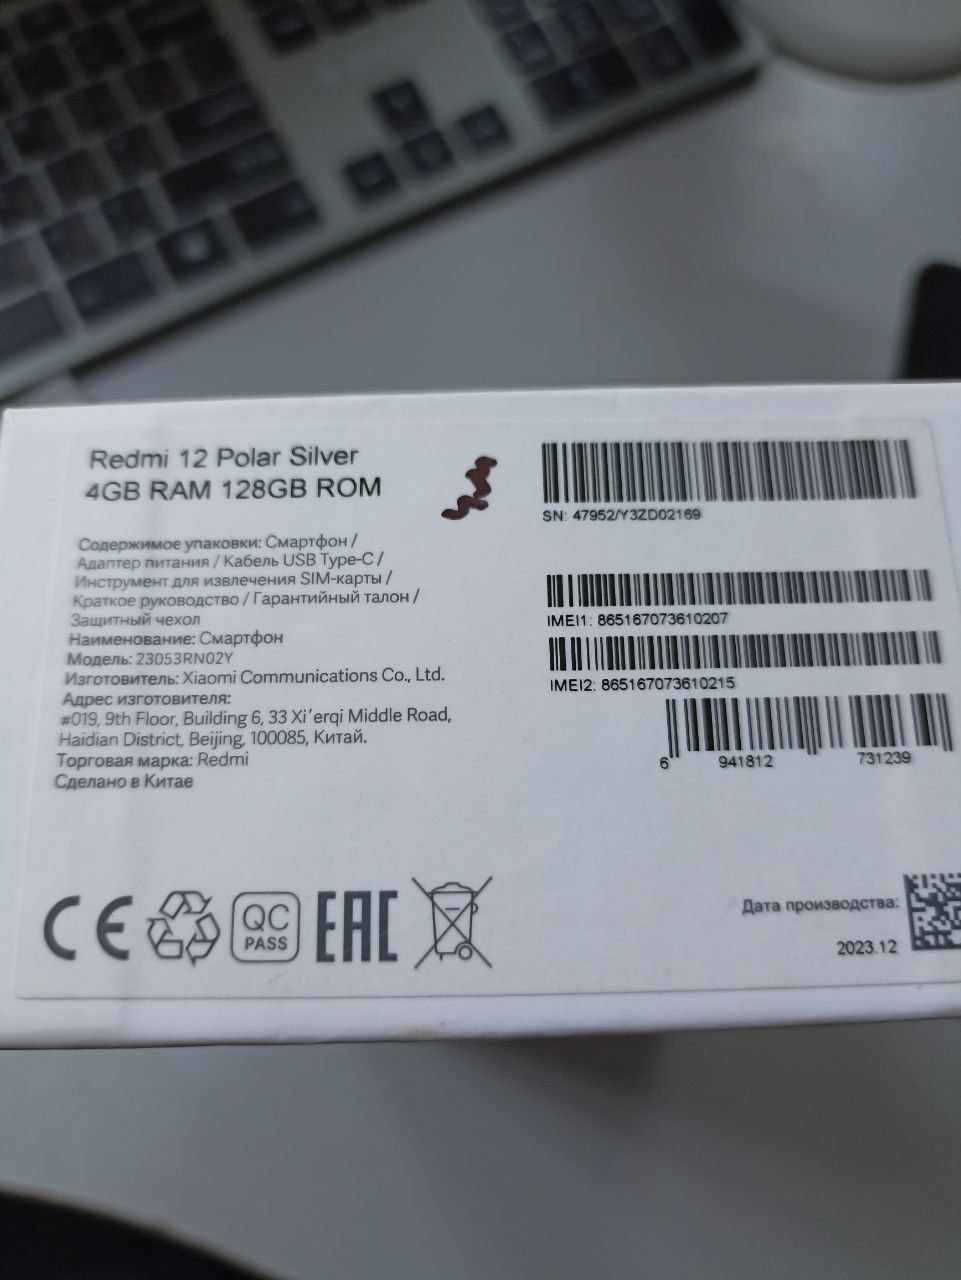 Redmi 12 Polar Silver
4GB RAM 128GB ROM
Содержимое упаковки: Смартфон /
Адаптер питания / Кабель USB Type-C /
Инструмент для извлечения SIM-карты /
Краткое руководство / Гарантийный талон /
Защитный чехол
Наименование: Смартфон
Модель: 23053RN02Y
Изготовитель: Xiaomi Communications Co., Ltd.
Адрес изготовителя:
#019, 9th Floor, Building 6, 33 Xi'erqi Middle Road,
Haidian District, Beijing, 100085, Китай.
Торговая марка: Redmi
Сделано в Китае
SN: 47952/Y3ZD02169
IMEI1: 865167073610207
IMEI2: 865167073610215
6 941812 731239
CE
QC
PASS
EAC
Дата производства:
2023.12